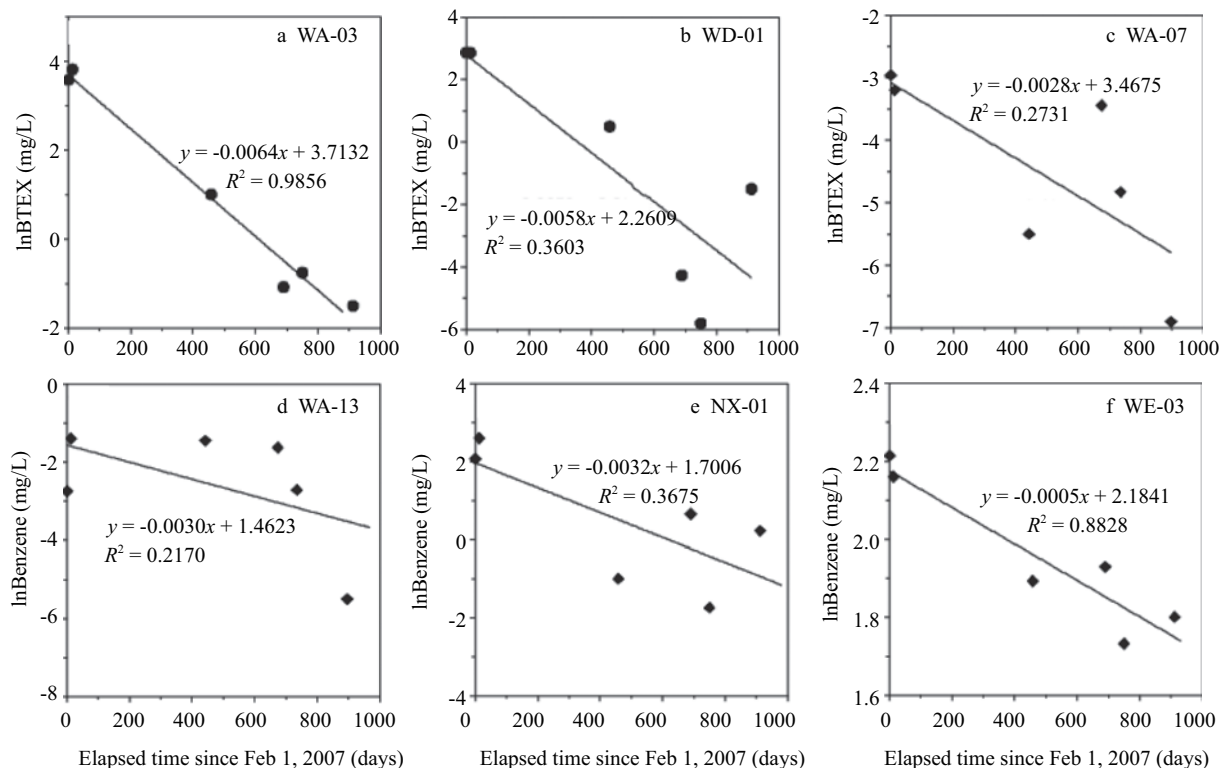 a WA-03
lnBTEX (mg/L)
4
2
0
-2
y = -0.0064x + 3.7132
R² = 0.9856
0 200 400 600 800 1000
b WD-01
lnBTEX (mg/L)
4
2
0
-2
-4
-6
y = -0.0058x + 2.2609
R² = 0.3603
0 200 400 600 800 1000
c WA-07
lnBTEX (mg/L)
-2
-3
-4
-5
-6
-7
y = -0.0028x + 3.4675
R² = 0.2731
0 200 400 600 800 1000
d WA-13
lnBenzene (mg/L)
0
-2
-4
-6
-8
y = -0.0030x + 1.4623
R² = 0.2170
0 200 400 600 800 1000
Elapsed time since Feb 1, 2007 (days)
e NX-01
lnBenzene (mg/L)
4
2
0
-2
-4
y = -0.0032x + 1.7006
R² = 0.3675
0 200 400 600 800 1000
Elapsed time since Feb 1, 2007 (days)
f WE-03
lnBenzene (mg/L)
2.4
2.2
2.0
1.8
1.6
y = -0.0005x + 2.1841
R² = 0.8828
0 200 400 600 800 1000
Elapsed time since Feb 1, 2007 (days)